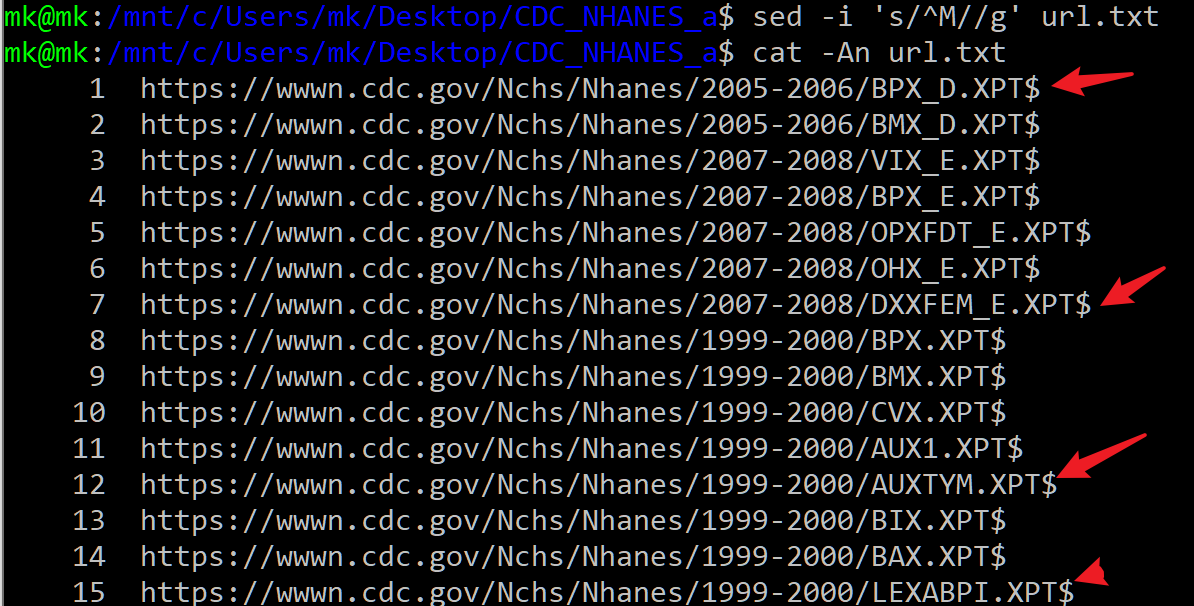 mk@mk:/mnt/c/Users/mk/Desktop/CDC_NHANES_a$ sed -i 's/^M//g' url.txt
mk@mk:/mnt/c/Users/mk/Desktop/CDC_NHANES_a$ cat -An url.txt
1 https://wwwn.cdc.gov/Nchs/Nhanes/2005-2006/BPX_D.XPT$
2 https://wwwn.cdc.gov/Nchs/Nhanes/2005-2006/BMX_D.XPT$
3 https://wwwn.cdc.gov/Nchs/Nhanes/2007-2008/VIX_E.XPT$
4 https://wwwn.cdc.gov/Nchs/Nhanes/2007-2008/BPX_E.XPT$
5 https://wwwn.cdc.gov/Nchs/Nhanes/2007-2008/OPXFDT_E.XPT$
6 https://wwwn.cdc.gov/Nchs/Nhanes/2007-2008/OHX_E.XPT$
7 https://wwwn.cdc.gov/Nchs/Nhanes/2007-2008/DXXFEM_E.XPT$
8 https://wwwn.cdc.gov/Nchs/Nhanes/1999-2000/BPX.XPT$
9 https://wwwn.cdc.gov/Nchs/Nhanes/1999-2000/BMX.XPT$
10 https://wwwn.cdc.gov/Nchs/Nhanes/1999-2000/CVX.XPT$
11 https://wwwn.cdc.gov/Nchs/Nhanes/1999-2000/AUX1.XPT$
12 https://wwwn.cdc.gov/Nchs/Nhanes/1999-2000/AUXTYM.XPT$
13 https://wwwn.cdc.gov/Nchs/Nhanes/1999-2000/BIX.XPT$
14 https://wwwn.cdc.gov/Nchs/Nhanes/1999-2000/BAX.XPT$
15 https://wwwn.cdc.gov/Nchs/Nhanes/1999-2000/LEXABPI.XPT$